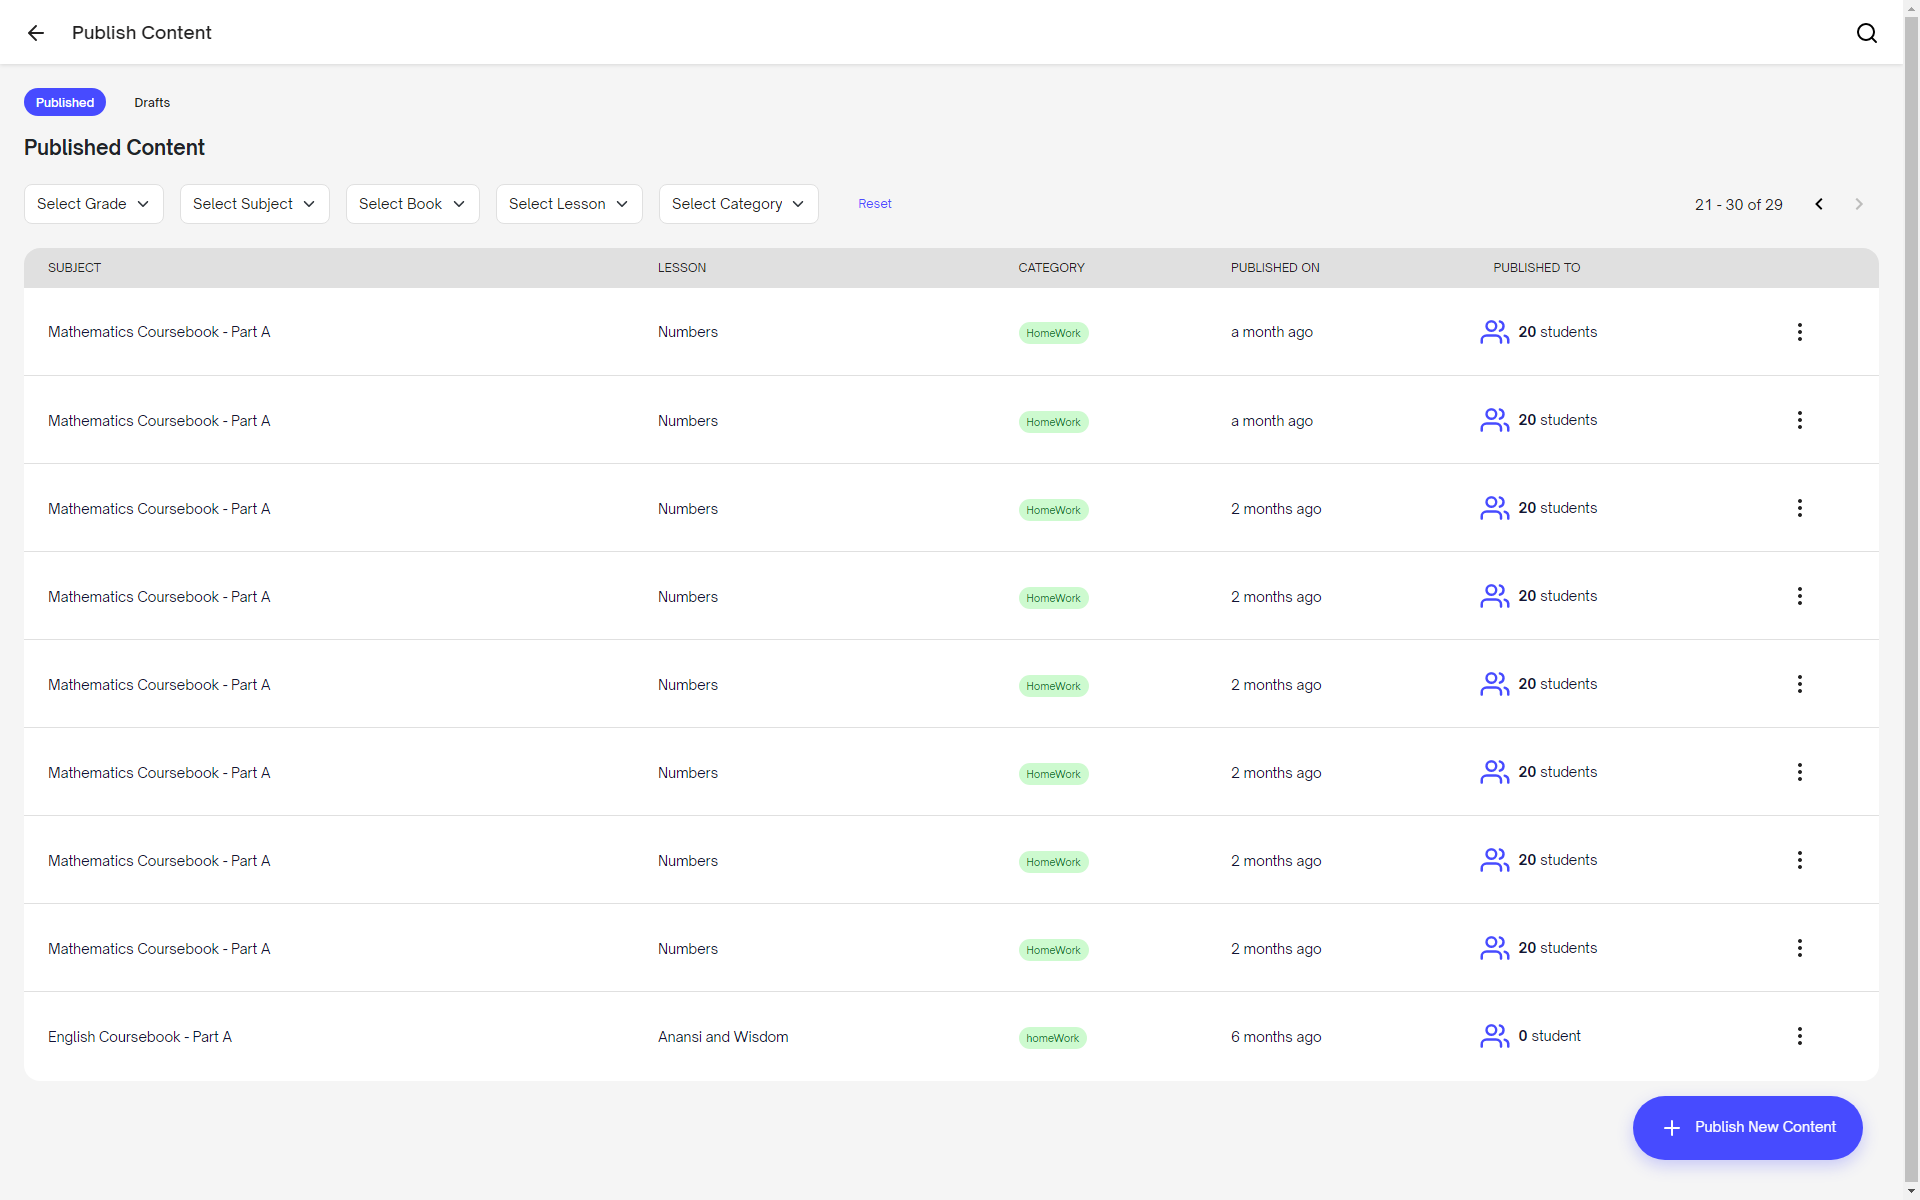 Publish Content
Published Drafts
Published Content
Select Grade Select Subject Select Book Select Lesson Select Category Reset 21 - 30 of 29
SUBJECT LESSON CATEGORY PUBLISHED ON PUBLISHED TO
Mathematics Coursebook - Part A Numbers HomeWork a month ago 20 students
Mathematics Coursebook - Part A Numbers HomeWork a month ago 20 students
Mathematics Coursebook - Part A Numbers HomeWork 2 months ago 20 students
Mathematics Coursebook - Part A Numbers HomeWork 2 months ago 20 students
Mathematics Coursebook - Part A Numbers HomeWork 2 months ago 20 students
Mathematics Coursebook - Part A Numbers HomeWork 2 months ago 20 students
Mathematics Coursebook - Part A Numbers HomeWork 2 months ago 20 students
Mathematics Coursebook - Part A Numbers HomeWork 2 months ago 20 students
English Coursebook - Part A Anansi and Wisdom homeWork 6 months ago 0 student
Publish New Content